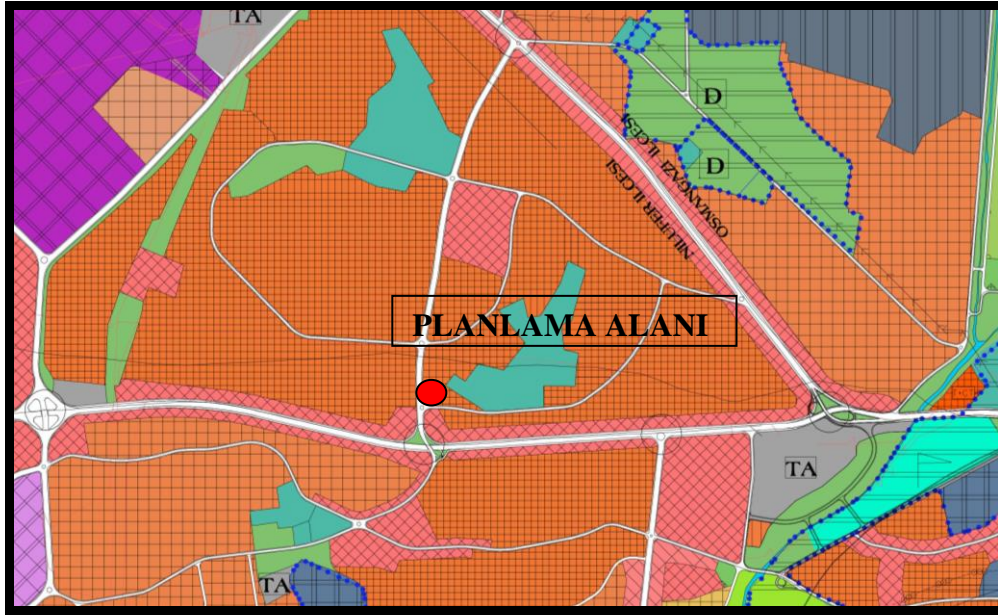 TA
D
D
OSMANGAZİ İLÇESİ
NİLÜFER İLÇESİ
PLANLAMA ALANI
TA
TA